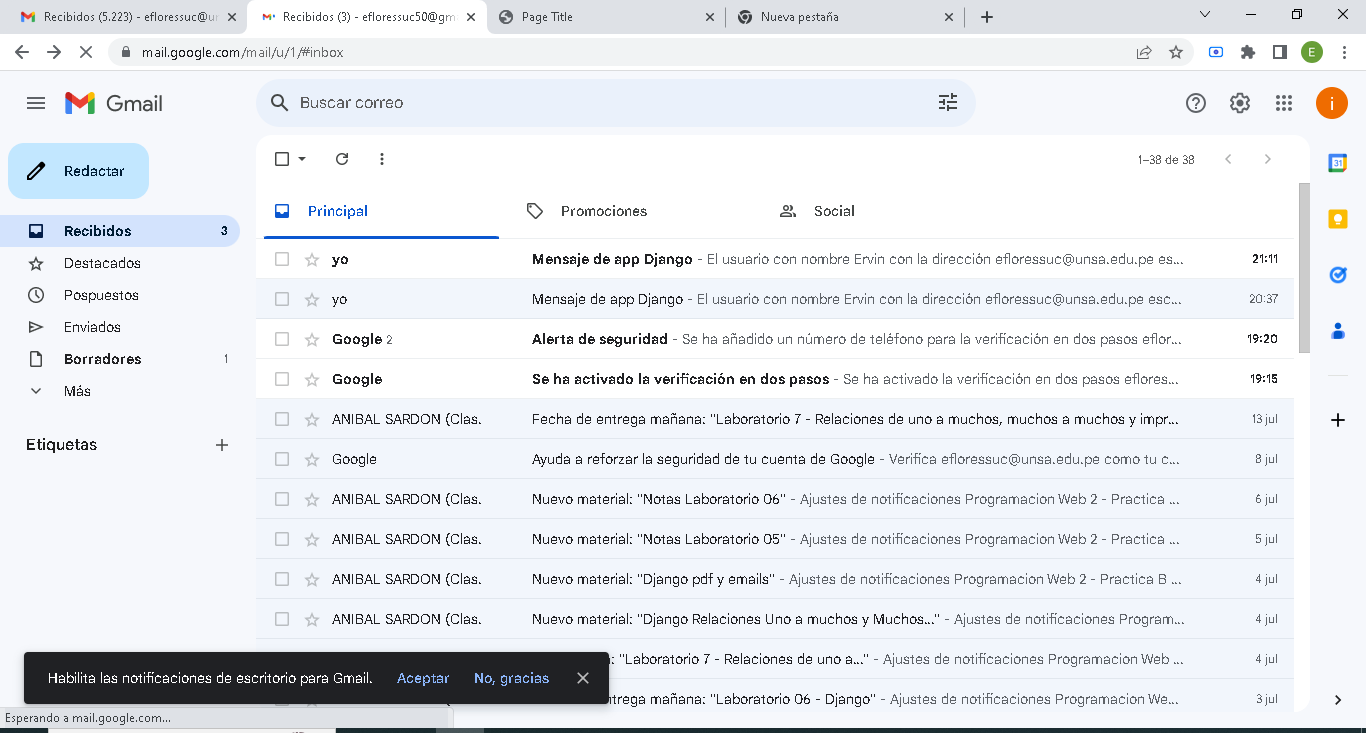 Recibidos (5.223) - efloressuc@ur
Recibidos (3) - efloressuc50@gm
Page Title
Nueva pestaña
mail.google.com/mail/u/1/#inbox
E
Gmail
Buscar correo
i
Redactar
1–38 de 38
31
Principal
Promociones
Social
Recibidos 3
Destacados
Pospuestos
Enviados
Borradores 1
Más
Etiquetas
yo Mensaje de app Django - El usuario con nombre Ervin con la dirección efloressuc@unsa.edu.pe es... 21:11
yo Mensaje de app Django - El usuario con nombre Ervin con la dirección efloressuc@unsa.edu.pe esc... 20:37
Google 2 Alerta de seguridad - Se ha añadido un número de teléfono para la verificación en dos pasos eflor... 19:20
Google Se ha activado la verificación en dos pasos - Se ha activado la verificación en dos pasos eflores... 19:15
ANIBAL SARDON (Clas. Fecha de entrega mañana: "Laboratorio 7 - Relaciones de uno a muchos, muchos a muchos y impr... 13 jul
Google Ayuda a reforzar la seguridad de tu cuenta de Google - Verifica efloressuc@unsa.edu.pe como tu c... 8 jul
ANIBAL SARDON (Clas. Nuevo material: "Notas Laboratorio 06" - Ajustes de notificaciones Programacion Web 2 - Practica ... 6 jul
ANIBAL SARDON (Clas. Nuevo material: "Notas Laboratorio 05" - Ajustes de notificaciones Programacion Web 2 - Practica ... 5 jul
ANIBAL SARDON (Clas. Nuevo material: "Django pdf y emails" - Ajustes de notificaciones Programacion Web 2 - Practica B ... 4 jul
ANIBAL SARDON (Clas. Nuevo material: "Django Relaciones Uno a muchos y Muchos..." - Ajustes de notificaciones Program... 4 jul
: "Laboratorio 7 - Relaciones de uno a..." - Ajustes de notificaciones Programacion Web ... 4 jul
ntrega mañana: "Laboratorio 06 - Django" - Ajustes de notificaciones Programacion We... 3 jul
Habilita las notificaciones de escritorio para Gmail. Aceptar No, gracias
Esperando a mail.google.com...